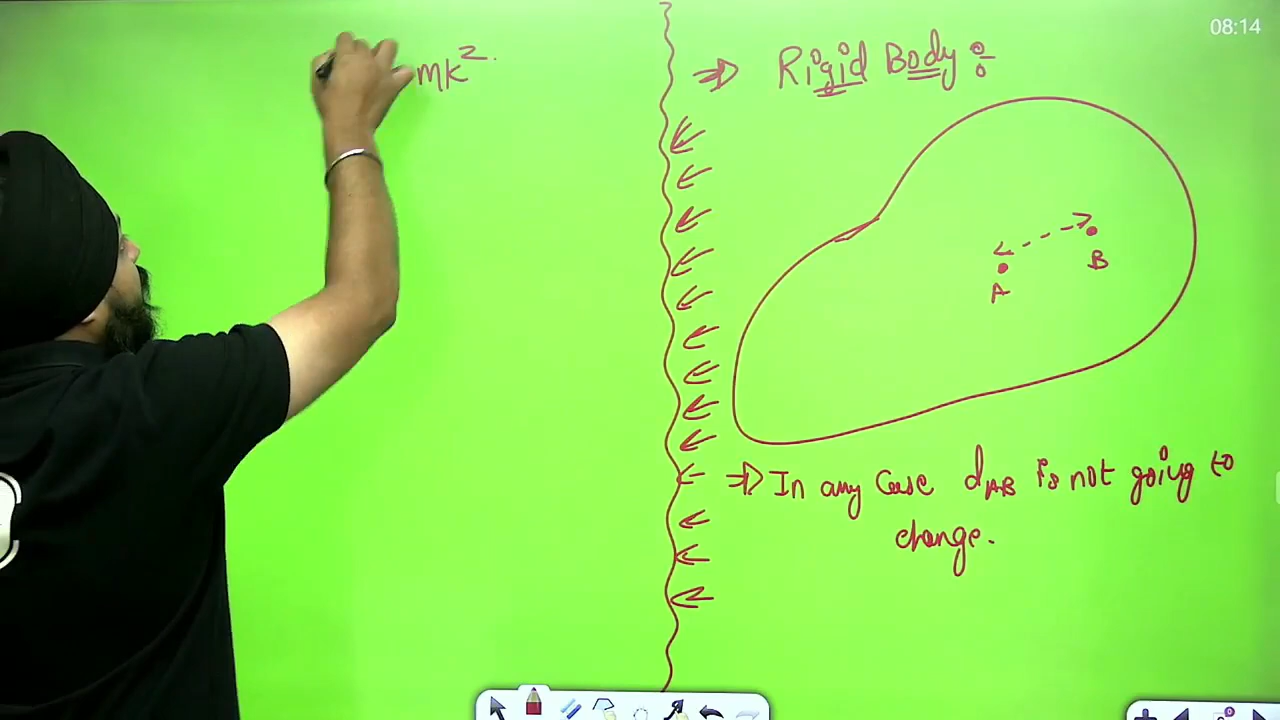 08:14
mk².
⇒ Rigid Body :-
A
B
⇒ In any Case dAB is not going to
change.